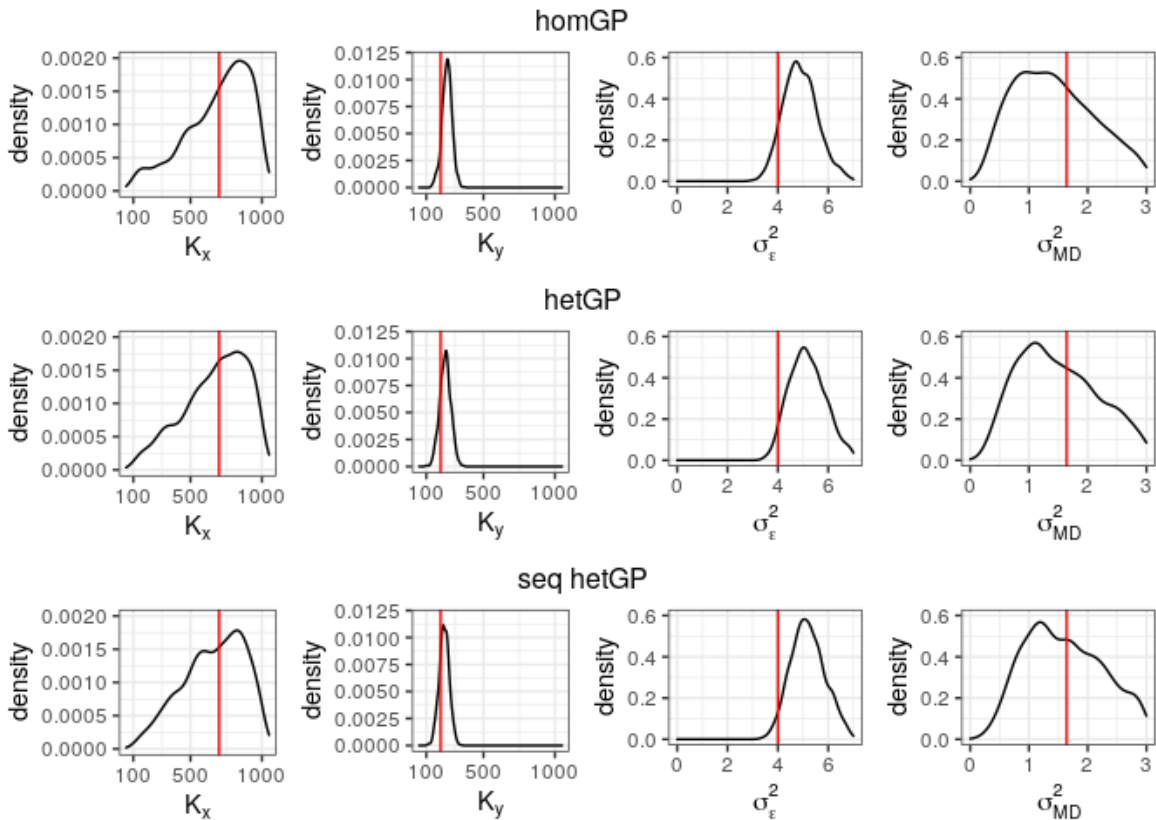 homGP
density
0.0020
0.0015
0.0010
0.0005
0.0000
100 500 1000
Kx
density
0.0125
0.0100
0.0075
0.0050
0.0025
0.0000
100 500 1000
Ky
density
0.6
0.4
0.2
0.0
0 2 4 6
σ²ε
density
0.6
0.4
0.2
0.0
0 1 2 3
σ²MD
hetGP
density
0.0020
0.0015
0.0010
0.0005
0.0000
100 500 1000
Kx
density
0.0125
0.0100
0.0075
0.0050
0.0025
0.0000
100 500 1000
Ky
density
0.6
0.4
0.2
0.0
0 2 4 6
σ²ε
density
0.6
0.4
0.2
0.0
0 1 2 3
σ²MD
seq hetGP
density
0.0020
0.0015
0.0010
0.0005
0.0000
100 500 1000
Kx
density
0.0125
0.0100
0.0075
0.0050
0.0025
0.0000
100 500 1000
Ky
density
0.6
0.4
0.2
0.0
0 2 4 6
σ²ε
density
0.6
0.4
0.2
0.0
0 1 2 3
σ²MD